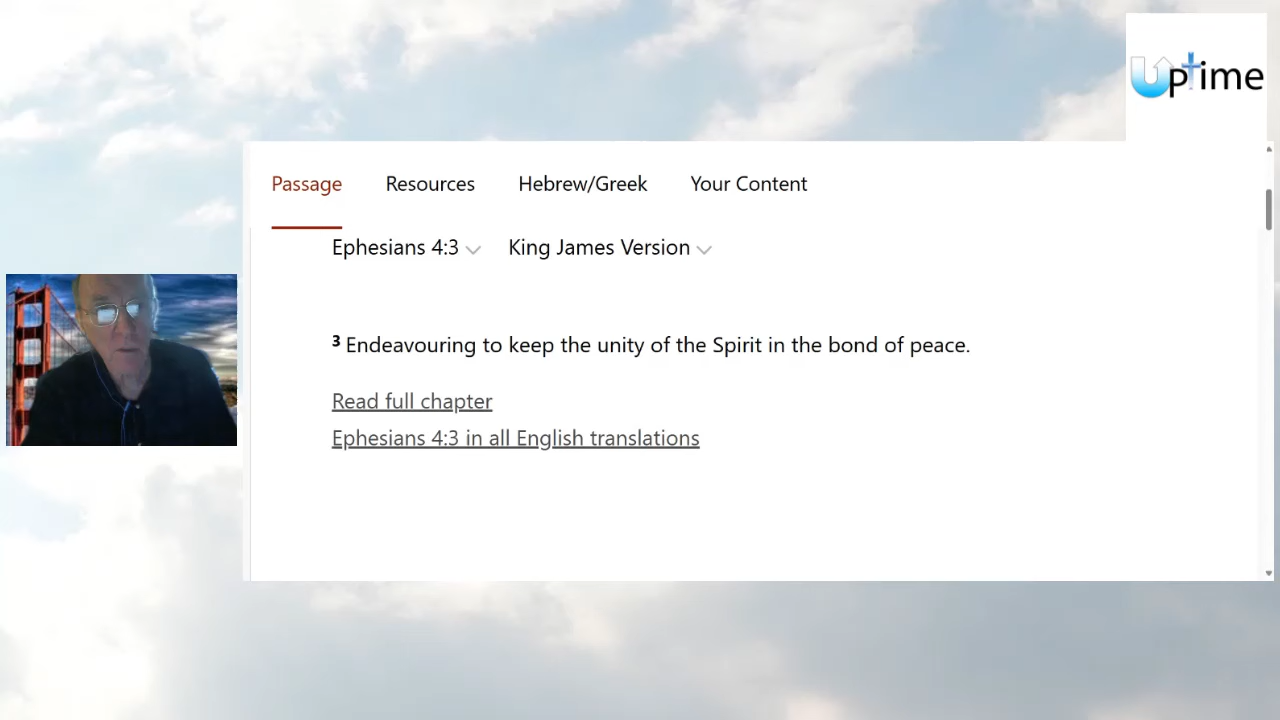 Uptime
Passage Resources Hebrew/Greek Your Content
Ephesians 4:3 King James Version
3 Endeavouring to keep the unity of the Spirit in the bond of peace.
Read full chapter
Ephesians 4:3 in all English translations